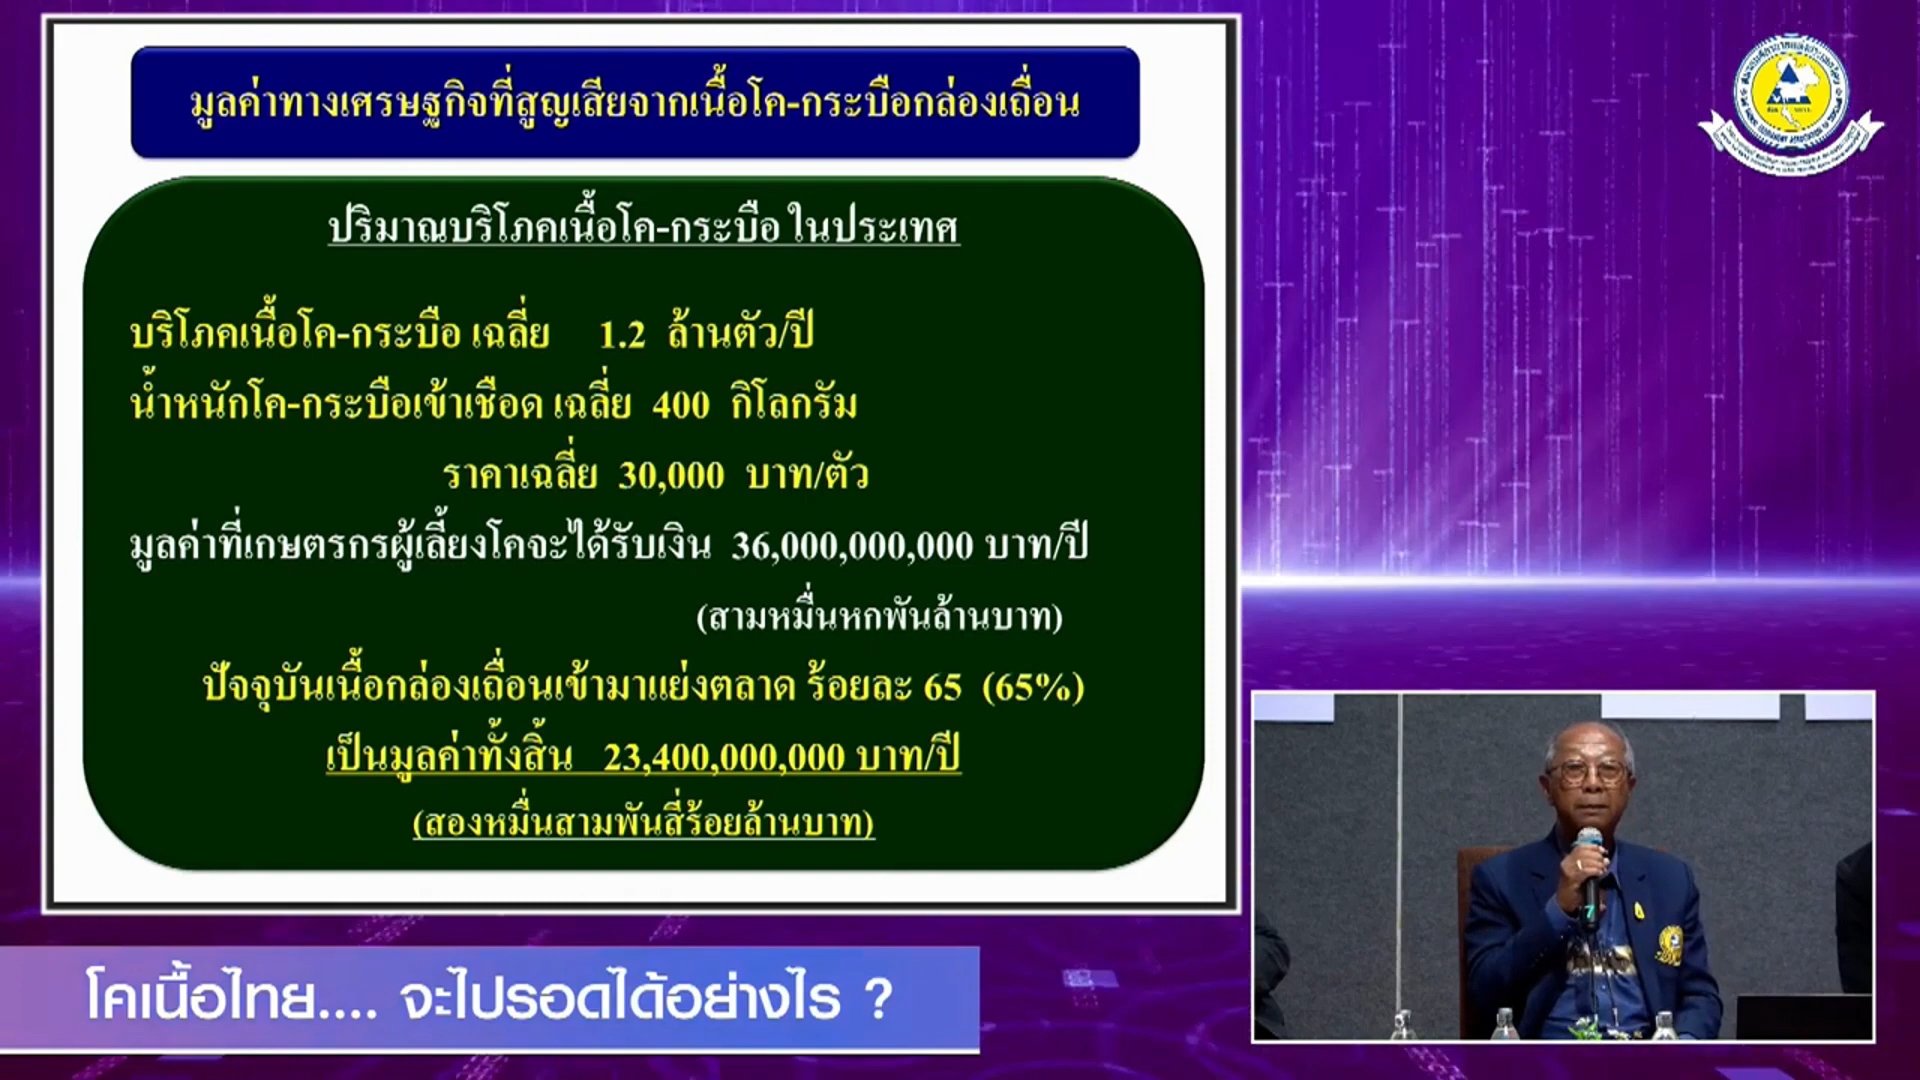 มูลค่าทางเศรษฐกิจที่สูญเสียจากเนื้อโค-กระบือกล่องเถื่อน
ปริมาณบริโภคเนื้อโค-กระบือ ในประเทศ
บริโภคเนื้อโค-กระบือ เฉลี่ย 1.2 ล้านตัว/ปี
น้ำหนักโค-กระบือเข้าเชือด เฉลี่ย 400 กิโลกรัม
ราคาเฉลี่ย 30,000 บาท/ตัว
มูลค่าที่เกษตรกรผู้เลี้ยงโคจะได้รับเงิน 36,000,000,000 บาท/ปี
(สามหมื่นหกพันล้านบาท)
ปัจจุบันเนื้อกล่องเถื่อนเข้ามาแย่งตลาด ร้อยละ 65 (65%)
เป็นมูลค่าทั้งสิ้น 23,400,000,000 บาท/ปี
(สองหมื่นสามพันสี่ร้อยล้านบาท)
7
โคเนื้อไทย.... จะไปรอดได้อย่างไร ?